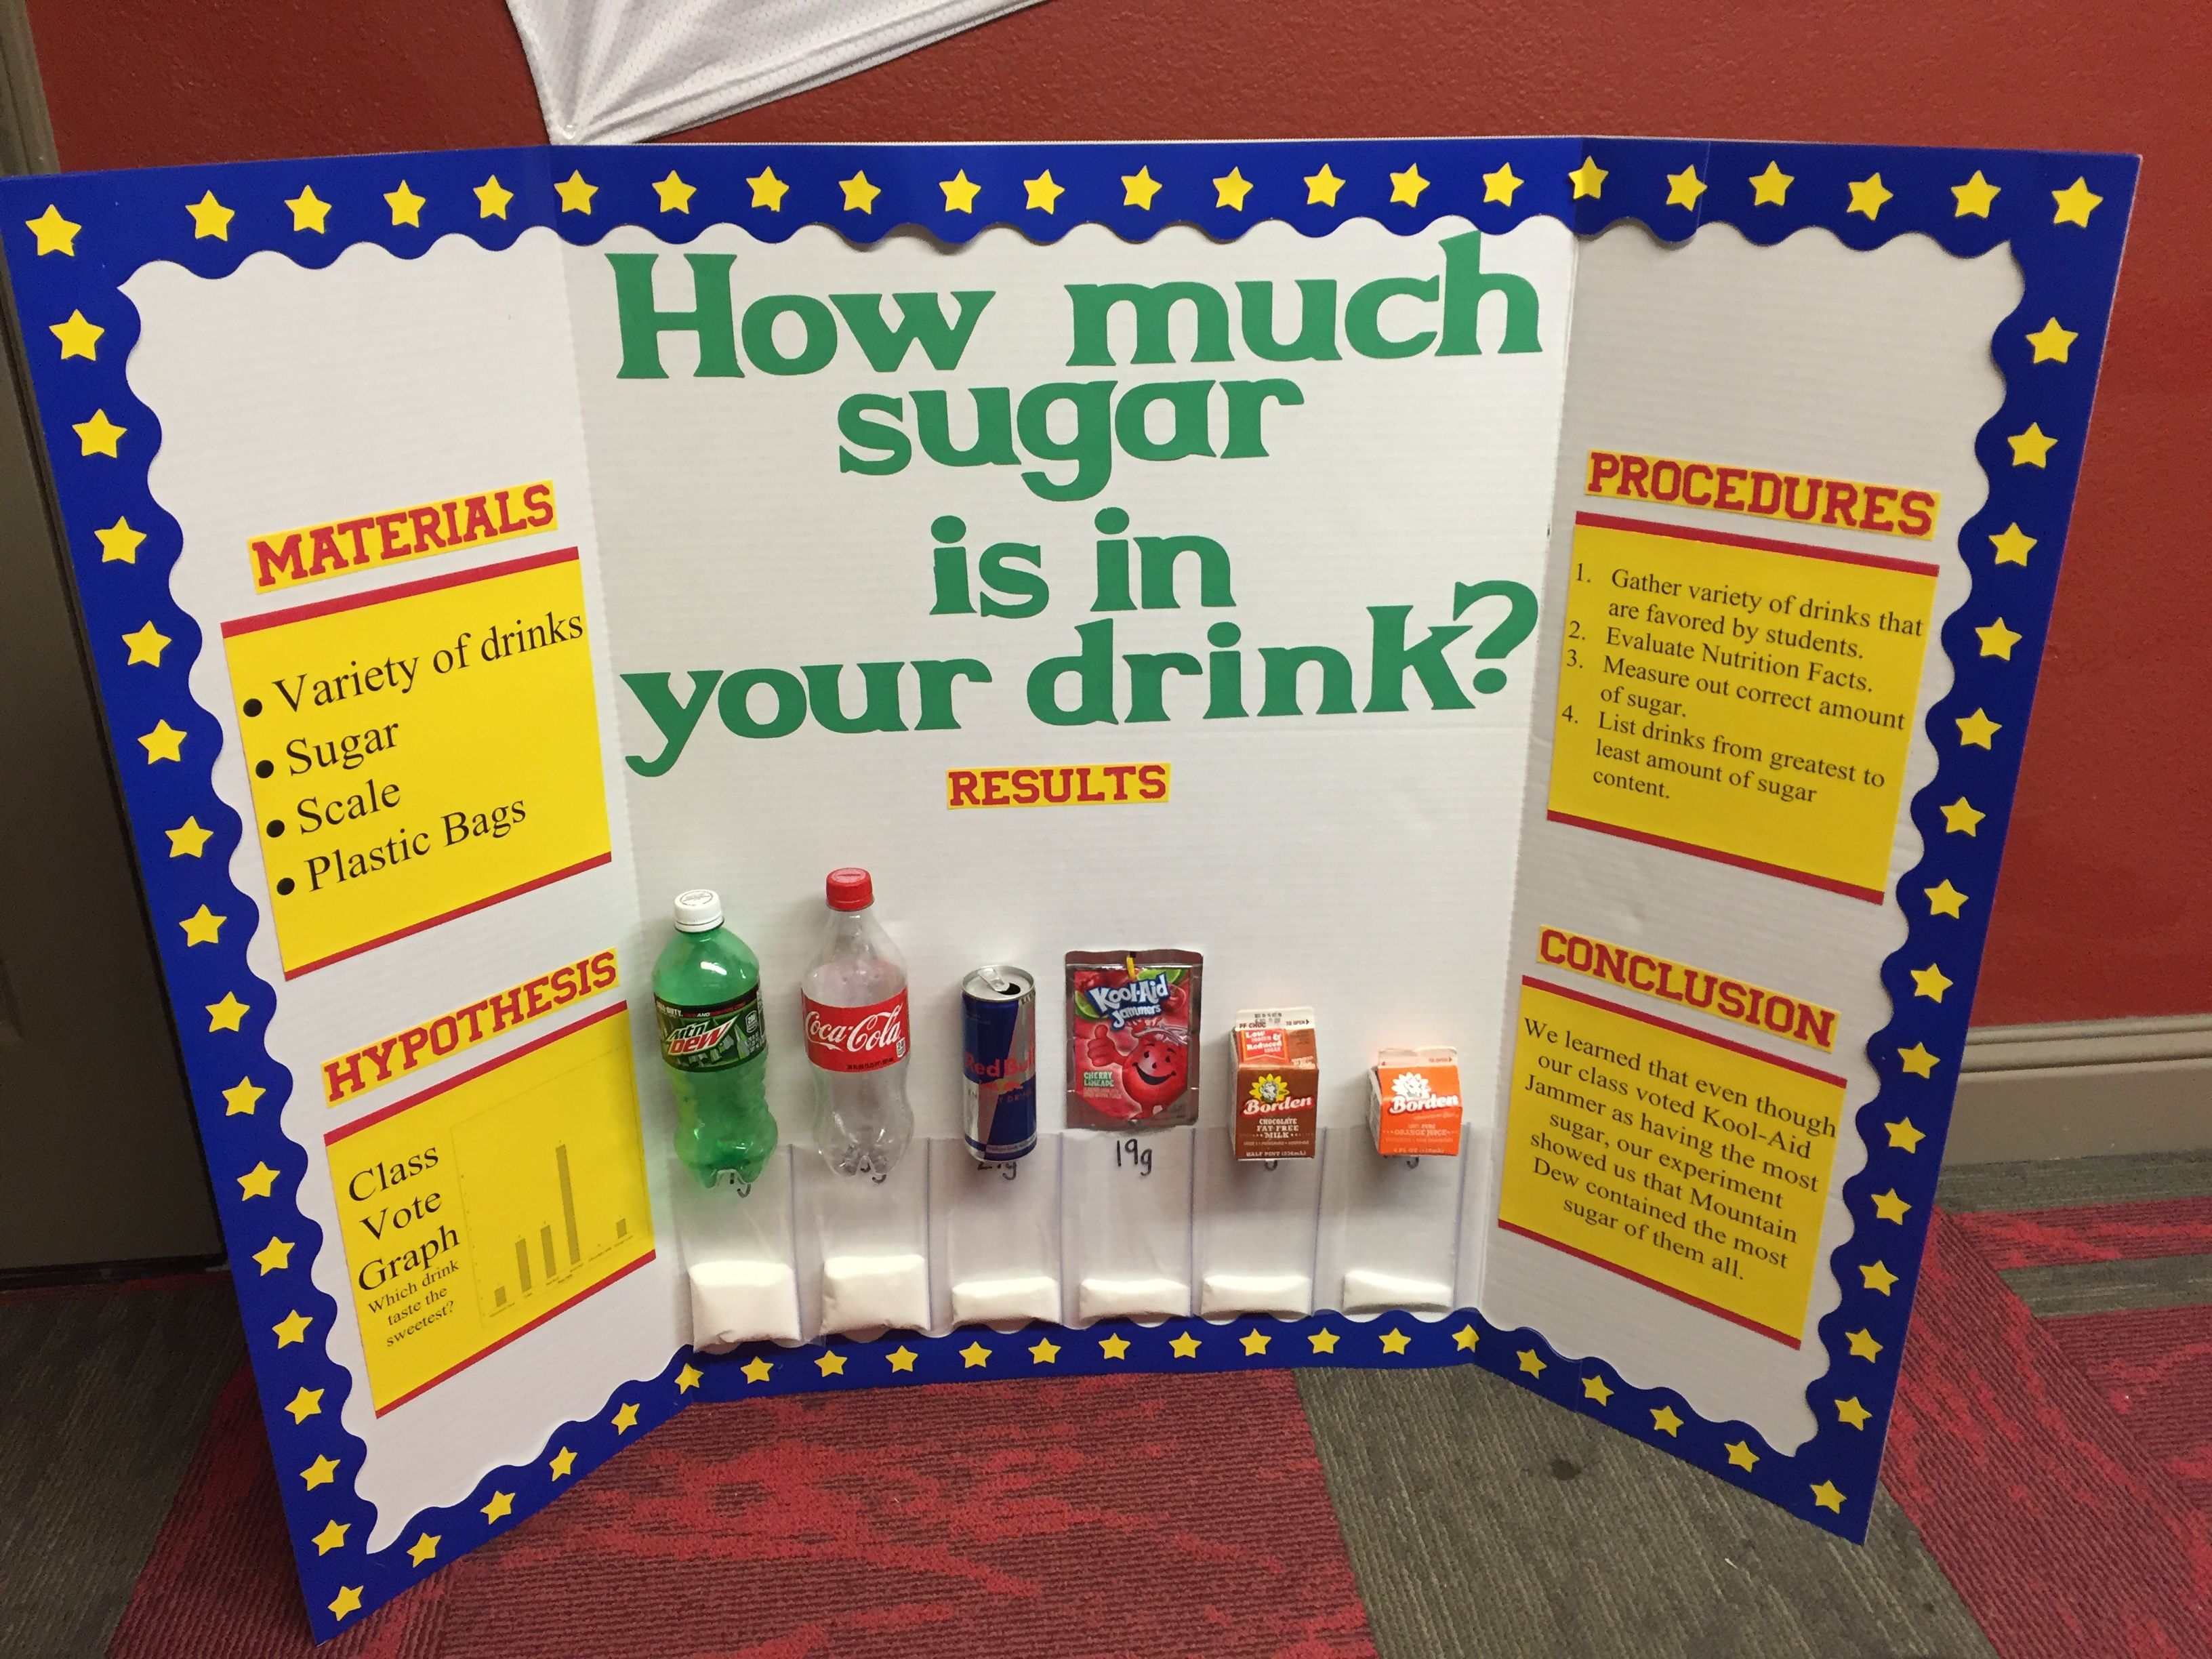 How much
sugar
is in
your drink?
MATERIALS
• Variety of drinks
• Sugar
• Scale
• Plastic Bags
HYPOTHESIS
Class
Vote
Graph
Which drink
taste the
sweetest?
RESULTS
Mtn
Dew
Coca-Cola
Red Bull
Kool-Aid
Jammers
CHERRY
LIMEADE
19g
Low
Reduced
Borden
CHOCOLATE
FAT FREE
MILK
HALF PINT (236mL)
TO OPEN
Borden
ORANGE JUICE
PROCEDURES
1. Gather variety of drinks that
are favored by students.
2. Evaluate Nutrition Facts.
3. Measure out correct amount
of sugar.
4. List drinks from greatest to
least amount of sugar
content.
CONCLUSION
We learned that even though
our class voted Kool-Aid
Jammer as having the most
sugar, our experiment
showed us that Mountain
Dew contained the most
sugar of them all.